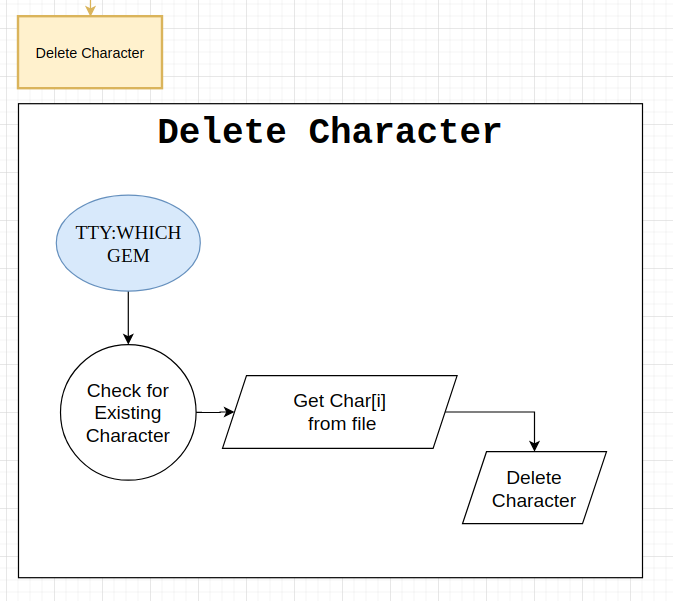 Delete Character
Delete Character
TTY:WHICH
GEM
Check for
Existing
Character
Get Char[i]
from file
Delete
Character